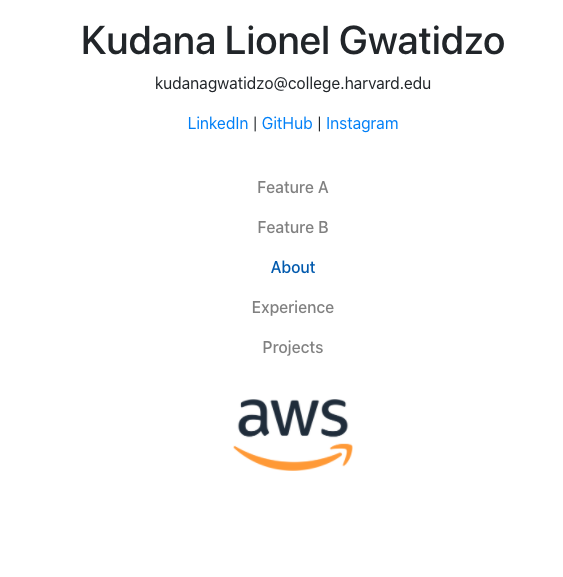 Kudana Lionel Gwatidzo
kudanagwatidzo@college.harvard.edu
LinkedIn | GitHub | Instagram
Feature A
Feature B
About
Experience
Projects
aws